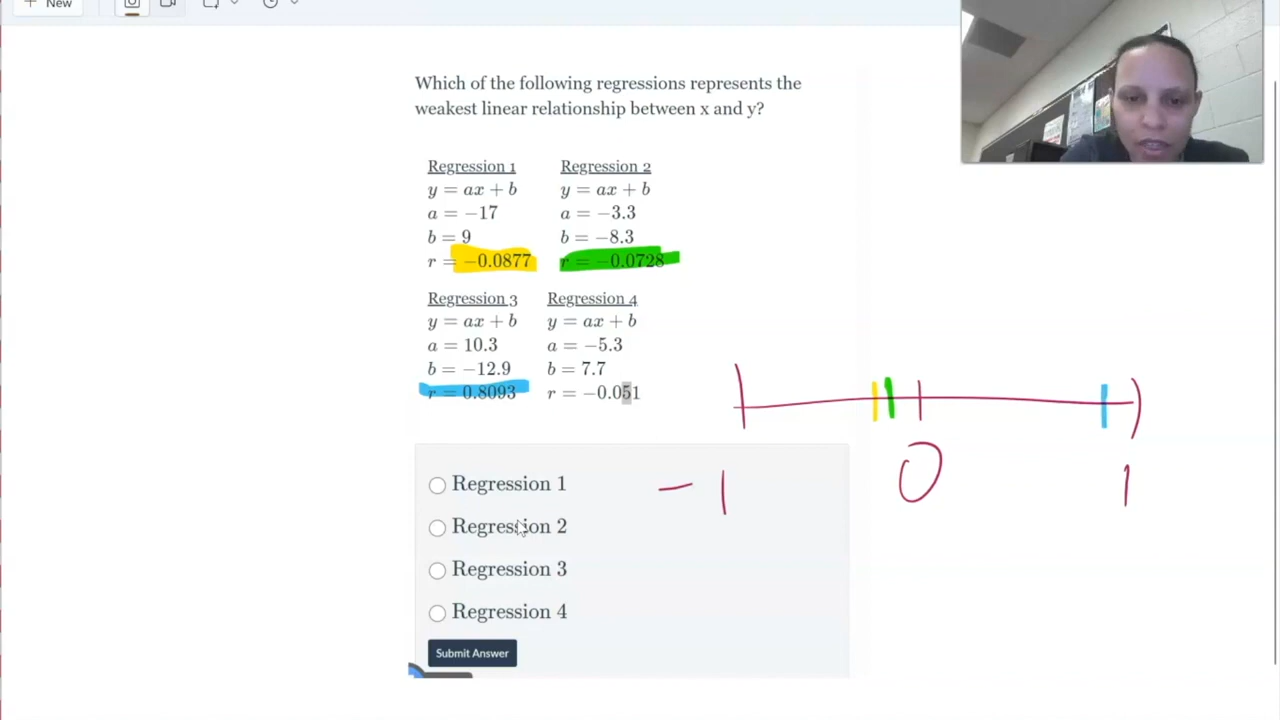 New
Which of the following regressions represents the
weakest linear relationship between x and y?
Regression 1
y = ax + b
a = −17
b = 9
r = −0.0877
Regression 2
y = ax + b
a = −3.3
b = −8.3
r = −0.0728
Regression 3
y = ax + b
a = 10.3
b = −12.9
r = 0.8093
Regression 4
y = ax + b
a = −5.3
b = 7.7
r = −0.051
Regression 1
Regression 2
Regression 3
Regression 4
Submit Answer
−1 0 1